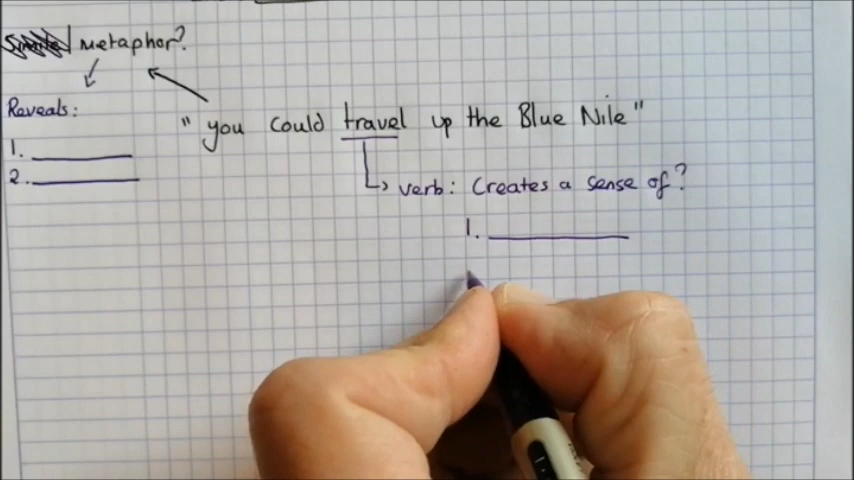 metaphor?
Reveals:
" you could travel up the Blue Nile "
1.
2.
verb: Creates a sense of?
1.